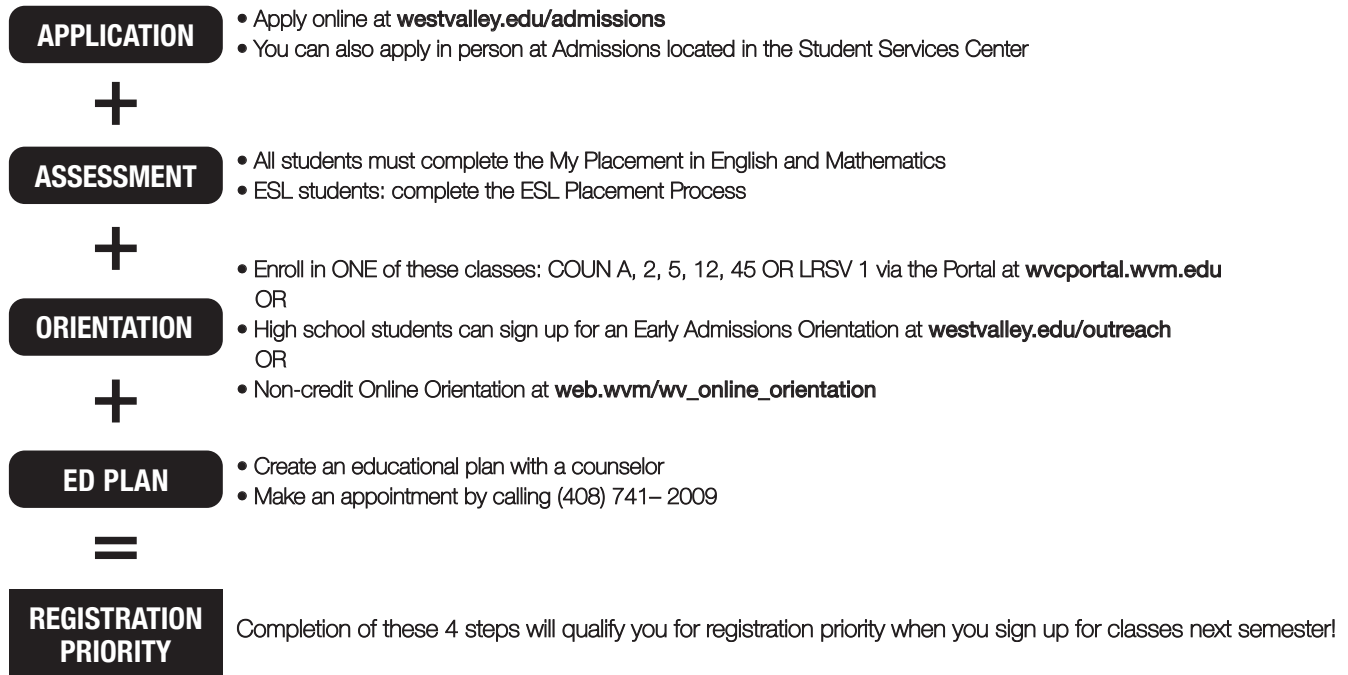 APPLICATION
• Apply online at westvalley.edu/admissions
• You can also apply in person at Admissions located in the Student Services Center
+
ASSESSMENT
• All students must complete the My Placement in English and Mathematics
• ESL students: complete the ESL Placement Process
+
ORIENTATION
• Enroll in ONE of these classes: COUN A, 2, 5, 12, 45 OR LRSV 1 via the Portal at wvcportal.wvm.edu
OR
• High school students can sign up for an Early Admissions Orientation at westvalley.edu/outreach
OR
• Non-credit Online Orientation at web.wvm/wv_online_orientation
+
ED PLAN
• Create an educational plan with a counselor
• Make an appointment by calling (408) 741– 2009
=
REGISTRATION
PRIORITY
Completion of these 4 steps will qualify you for registration priority when you sign up for classes next semester!